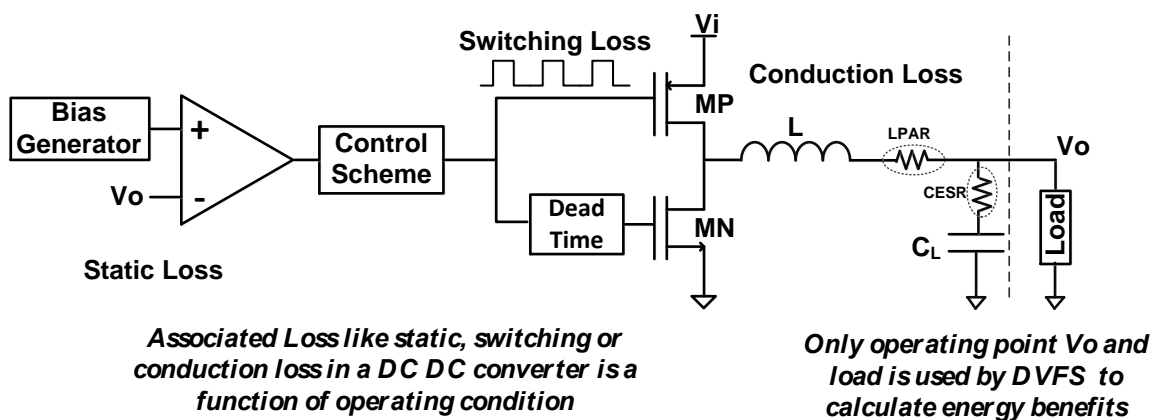 Switching Loss
Vi
Conduction Loss
MP
Bias
Generator
+
-
Vo
Control
Scheme
L
LPAR
Vo
CESR
Dead
Time
MN
CL
Load
Static Loss
Associated Loss like static, switching or
conduction loss in a DC DC converter is a
function of operating condition
Only operating point Vo and
load is used by DVFS to
calculate energy benefits